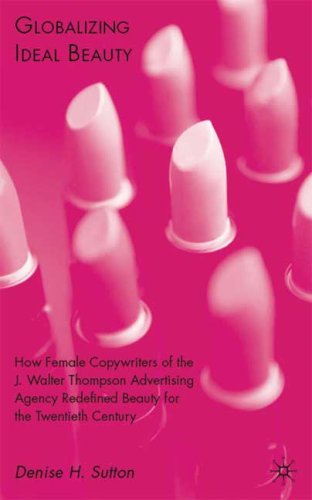 Globalizing
Ideal Beauty
How Female Copywriters of the
J. Walter Thompson Advertising
Agency Redefined Beauty for
the Twentieth Century
Denise H. Sutton